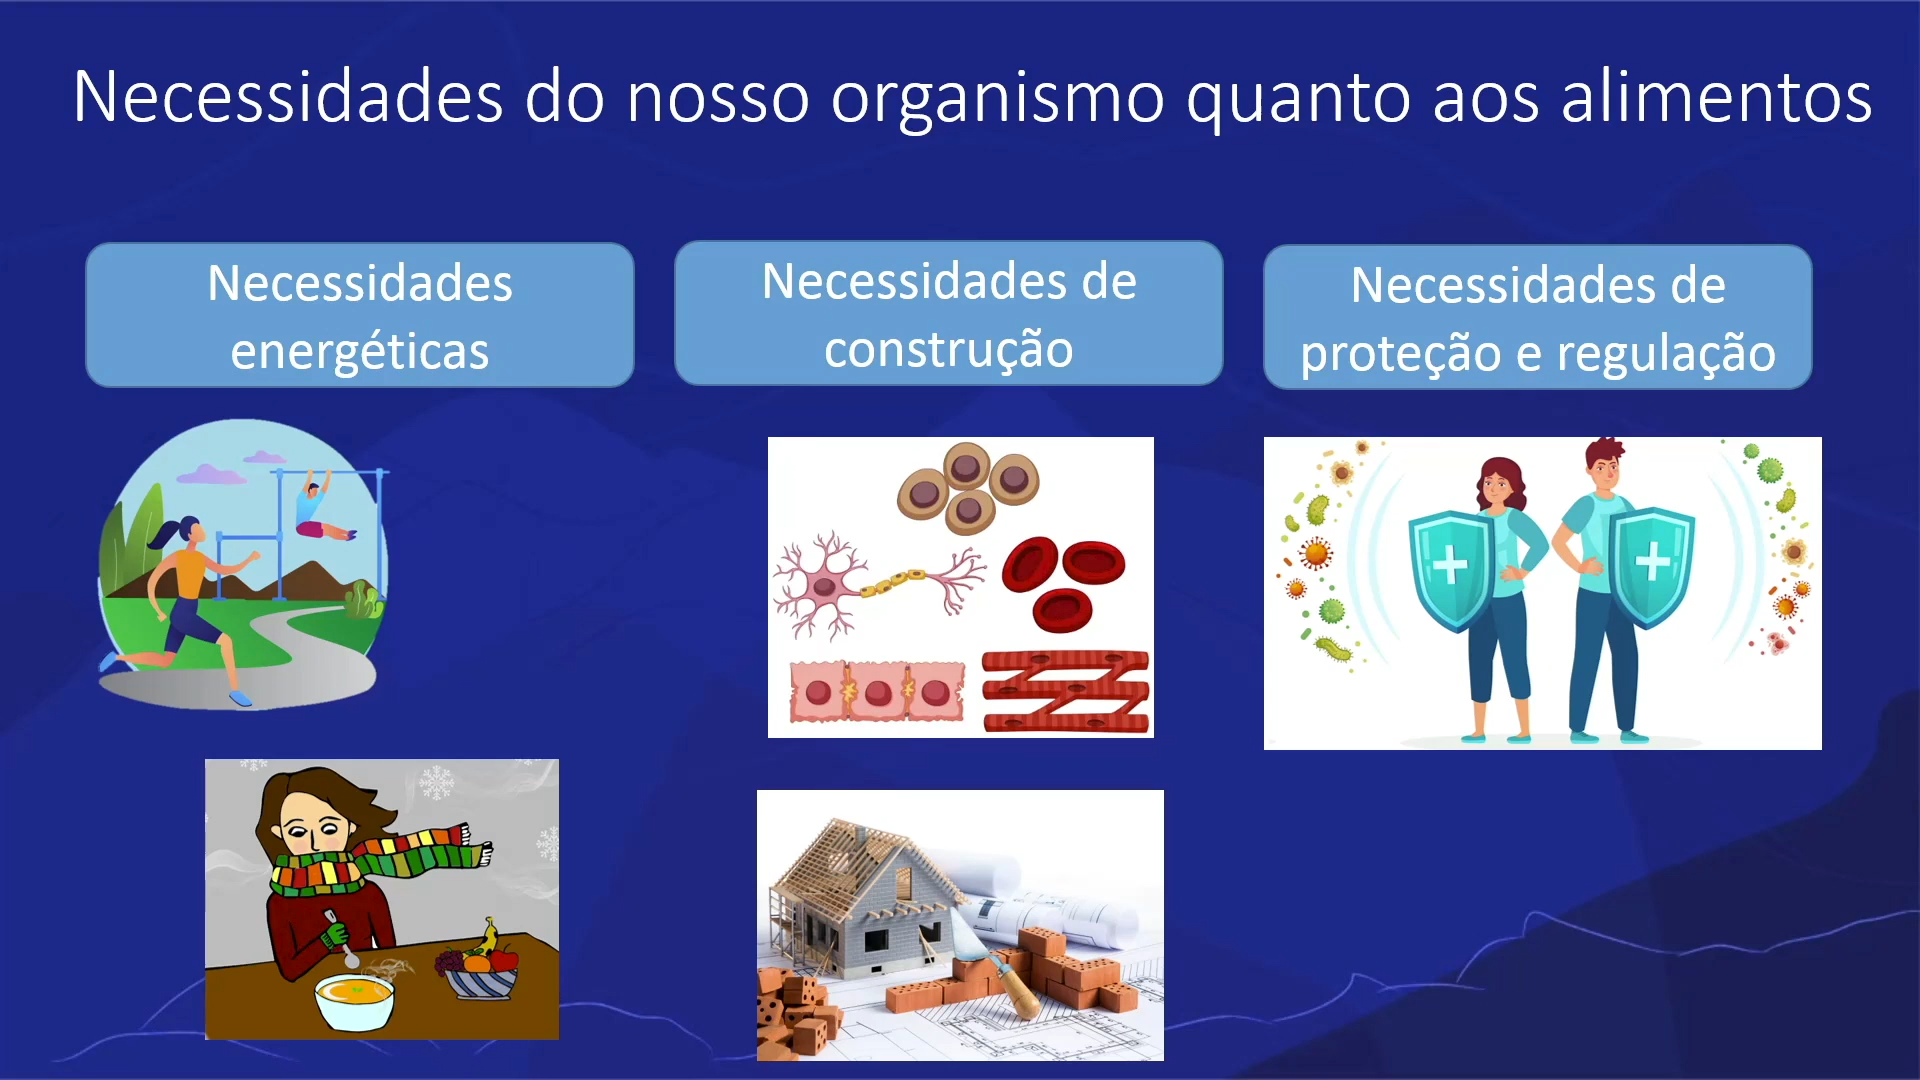 Necessidades do nosso organismo quanto aos alimentos
Necessidades
energéticas
Necessidades de
construção
Necessidades de
proteção e regulação